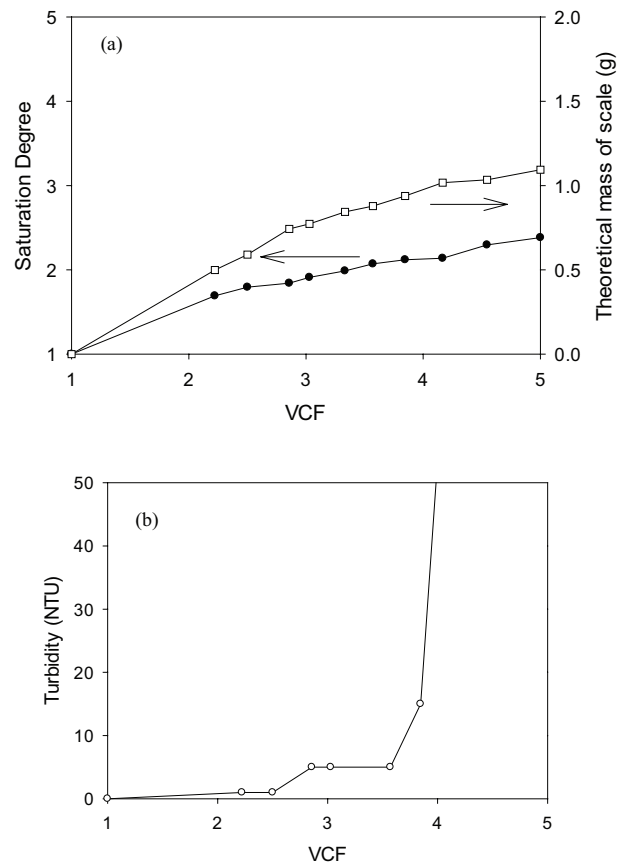 (a)
5
4
3
2
1
Saturation Degree
2.0
1.5
1.0
0.5
0.0
Theoretical mass of scale (g)
1 2 3 4 5
VCF
(b)
50
40
30
20
10
0
Turbidity (NTU)
1 2 3 4 5
VCF